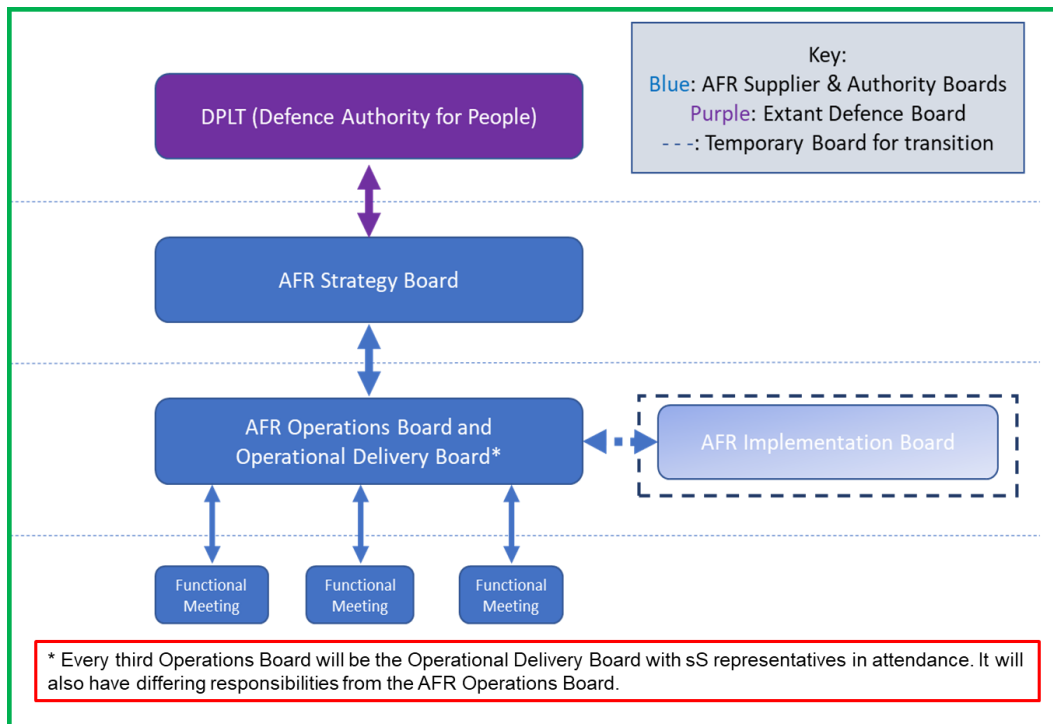 Key:
Blue: AFR Supplier & Authority Boards
Purple: Extant Defence Board
- - -: Temporary Board for transition
DPLT (Defence Authority for People)
AFR Strategy Board
AFR Operations Board and
Operational Delivery Board*
AFR Implementation Board
Functional
Meeting
Functional
Meeting
Functional
Meeting
* Every third Operations Board will be the Operational Delivery Board with sS representatives in attendance. It will
also have differing responsibilities from the AFR Operations Board.